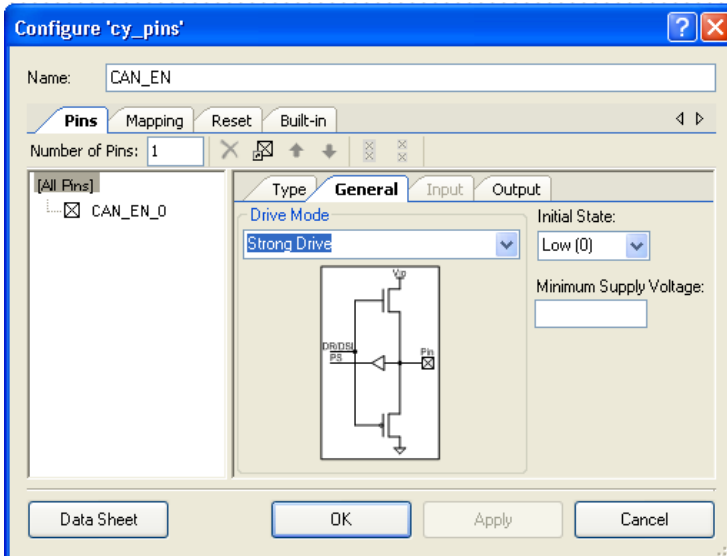 Configure 'cy_pins'
Name: CAN_EN
Pins Mapping Reset Built-in
Number of Pins: 1
[All Pins]
CAN_EN_0
Type General Input Output
Drive Mode
Strong Drive
Initial State:
Low (0)
Minimum Supply Voltage:
Vio
DR/DSI
PS
Pin
Data Sheet OK Apply Cancel